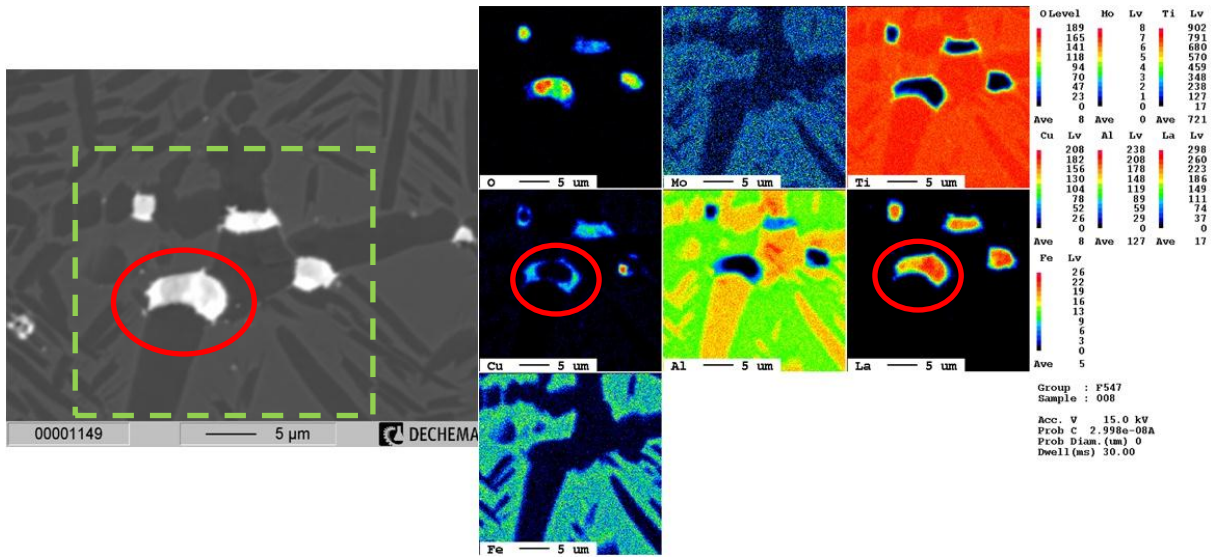 00001149 5 µm DECHEMA
O 5 um
Mo 5 um
Ti 5 um
Cu 5 um
Al 5 um
La 5 um
Fe 5 um
O Level Mo Lv Ti Lv
189 8 902
165 7 791
141 6 680
118 5 570
94 4 459
70 3 348
47 2 238
23 1 127
0 0 17
Ave 8 Ave 0 Ave 721
Cu Lv Al Lv La Lv
208 238 298
182 208 260
156 178 223
130 148 186
104 119 149
78 89 111
52 59 74
26 29 37
0 0 0
Ave 8 Ave 127 Ave 17
Fe Lv
26
22
19
16
13
9
6
3
0
Ave 5
Group : F547
Sample : 008
Acc. V 15.0 kV
Prob C 2.998e-08A
Prob Diam.(um) 0
Dwell(ms) 30.00